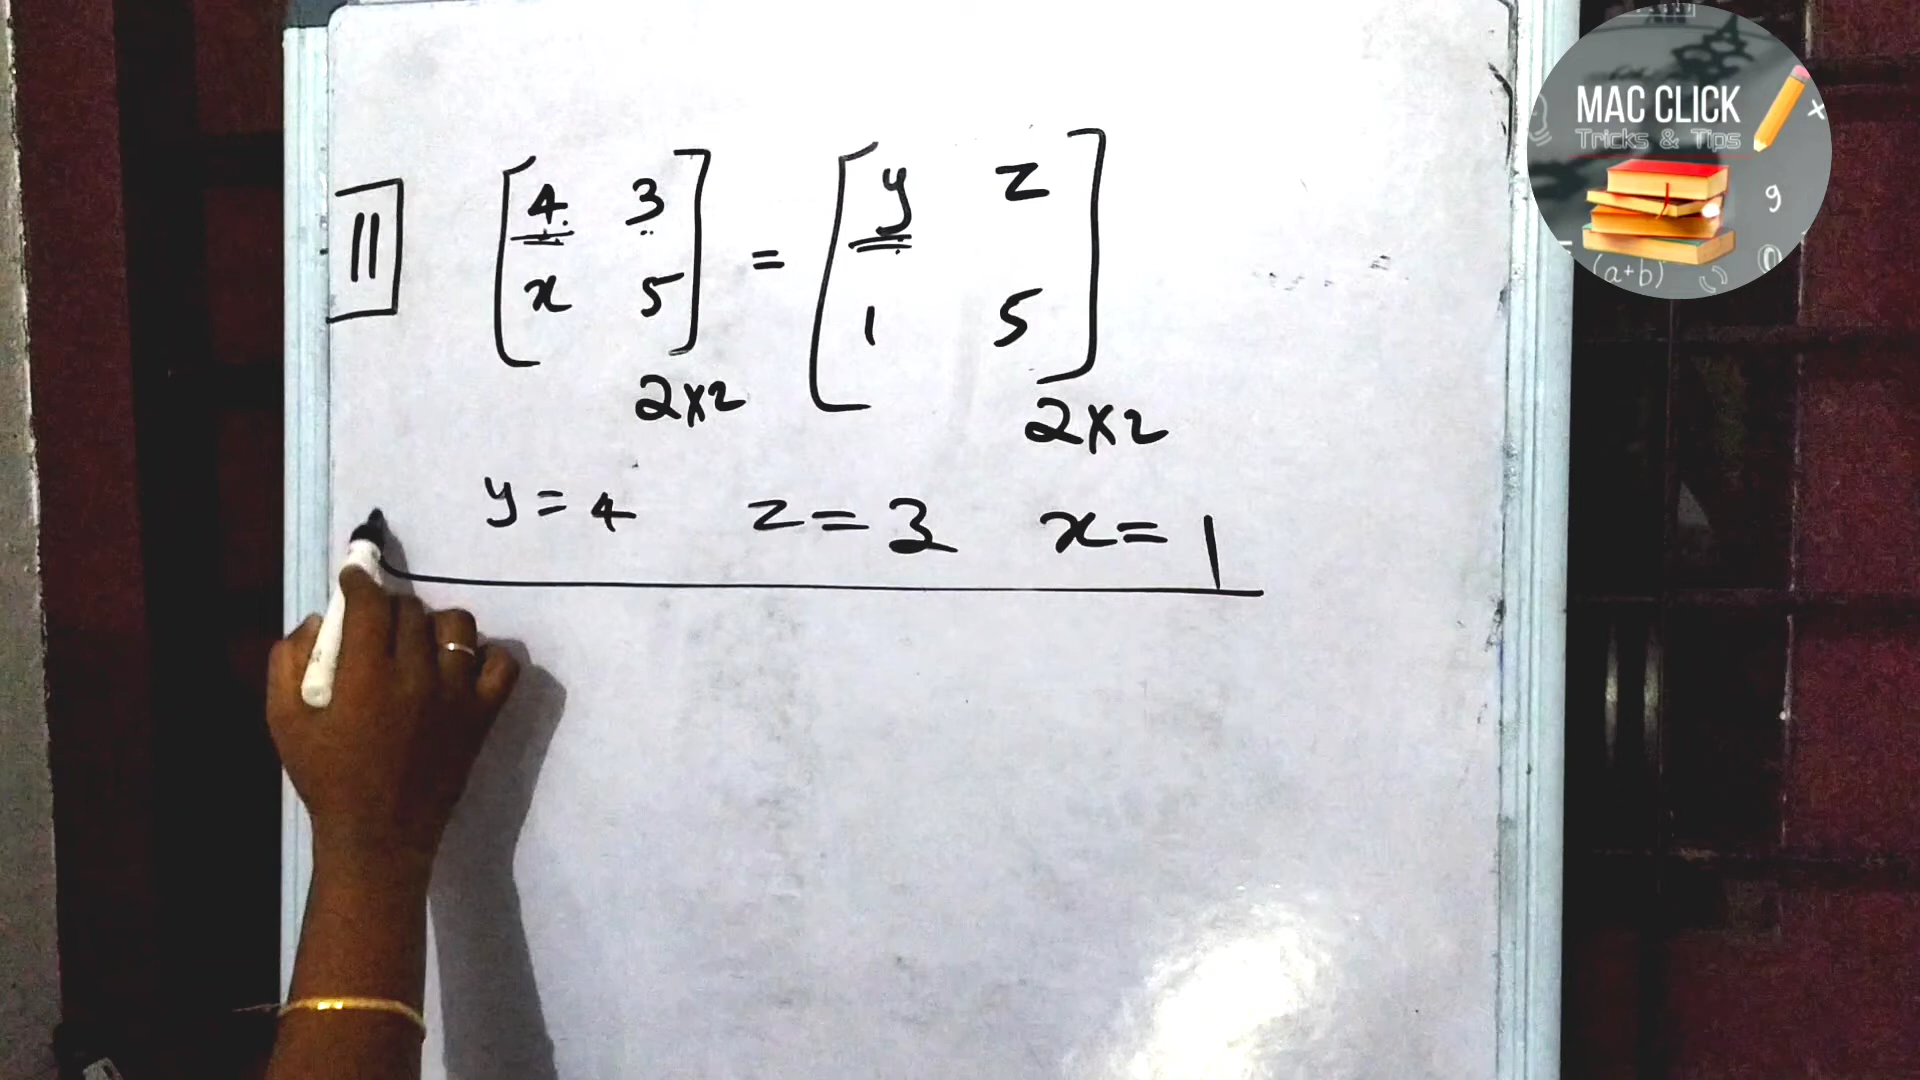 11
[4 3] = [y z]
[x 5] [1 5]
2x2 2x2
y = 4 z = 3 x = 1
MAC CLICK
Tricks & Tips
x
g
(a+b)